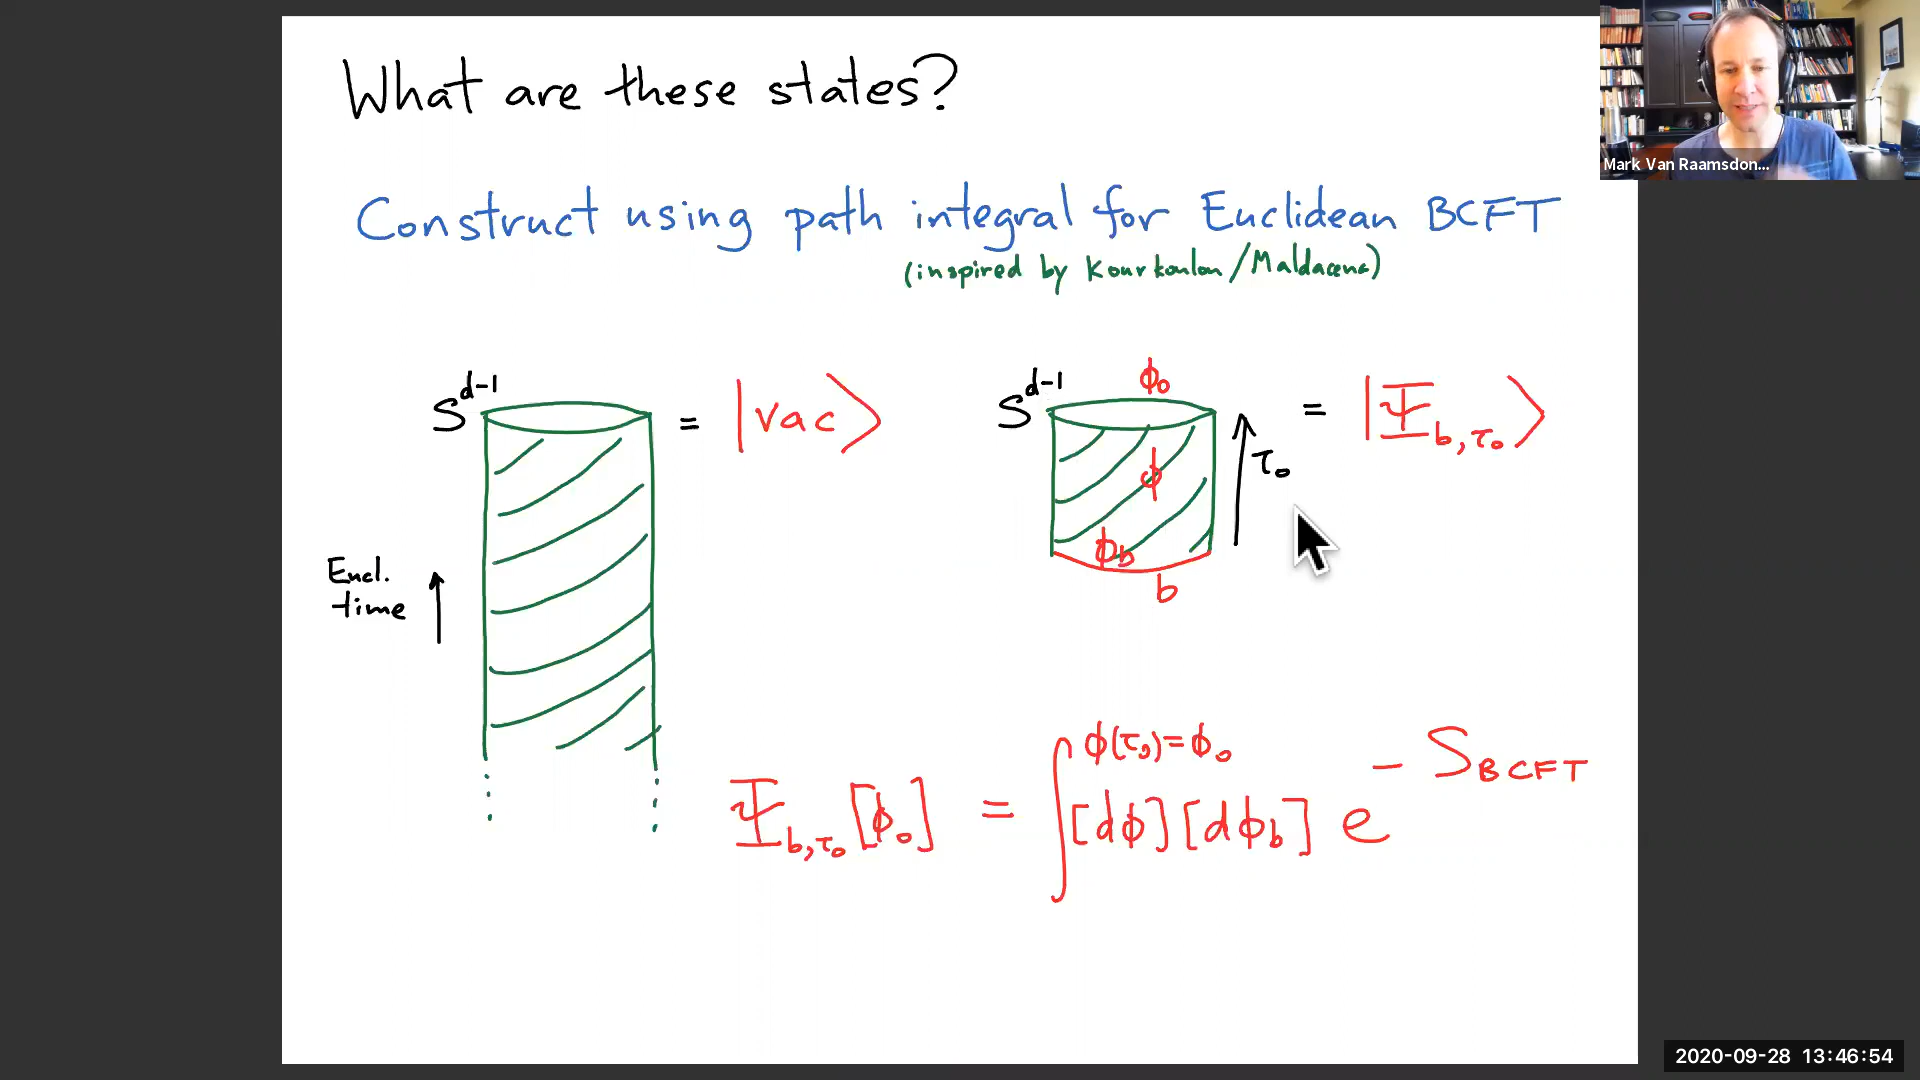 What are these states?
Mark Van Raamsdon...
Construct using path integral for Euclidean BCFT
(inspired by Kourkoulou/Maldacena)
S^{d-1} = |vac⟩
S^{d-1} ϕ₀ = |Ψ_{b,τ₀}⟩
ϕ τ₀
ϕ_b
b
Eucl.
time
Ψ_{b,τ₀}[ϕ₀] = ∫^{ϕ(τ₀)=ϕ₀} [dϕ][dϕ_b] e^{-S_{BCFT}}
2020-09-28 13:46:54